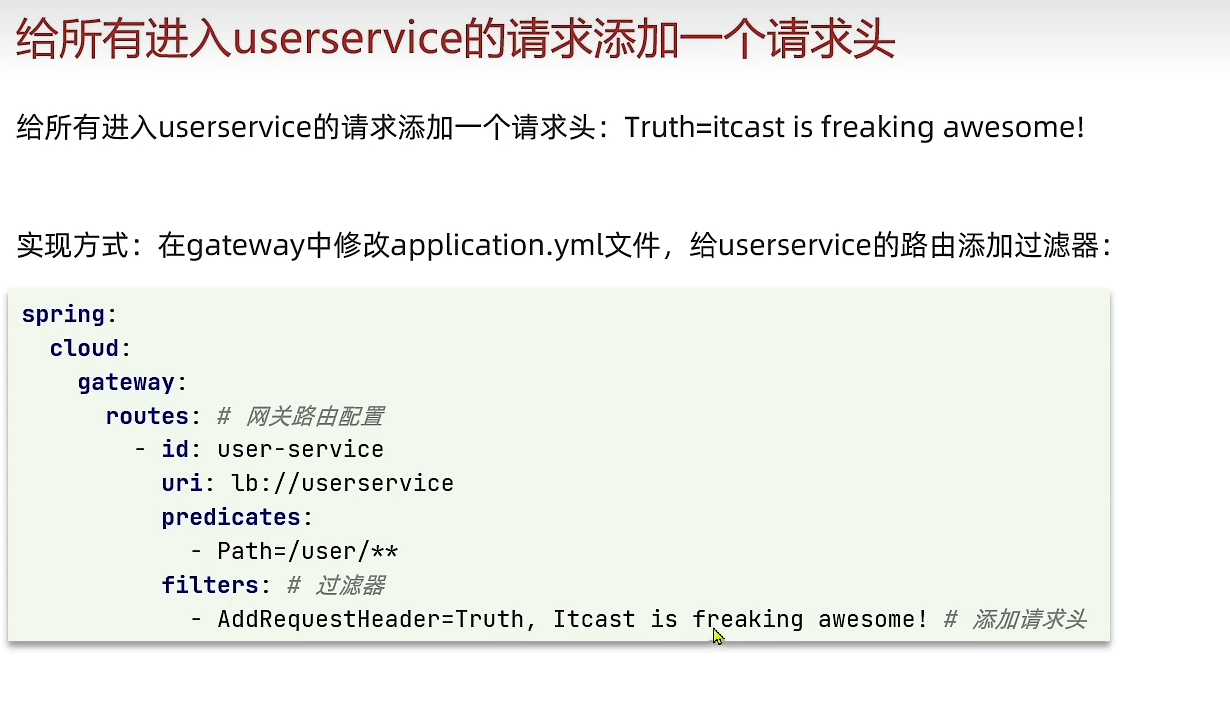 给所有进入userservice的请求添加一个请求头
给所有进入userservice的请求添加一个请求头：Truth=itcast is freaking awesome!
实现方式：在gateway中修改application.yml文件，给userservice的路由添加过滤器：
spring:
  cloud:
    gateway:
      routes: # 网关路由配置
        - id: user-service
          uri: lb://userservice
          predicates:
            - Path=/user/**
          filters: # 过滤器
            - AddRequestHeader=Truth, Itcast is freaking awesome! # 添加请求头